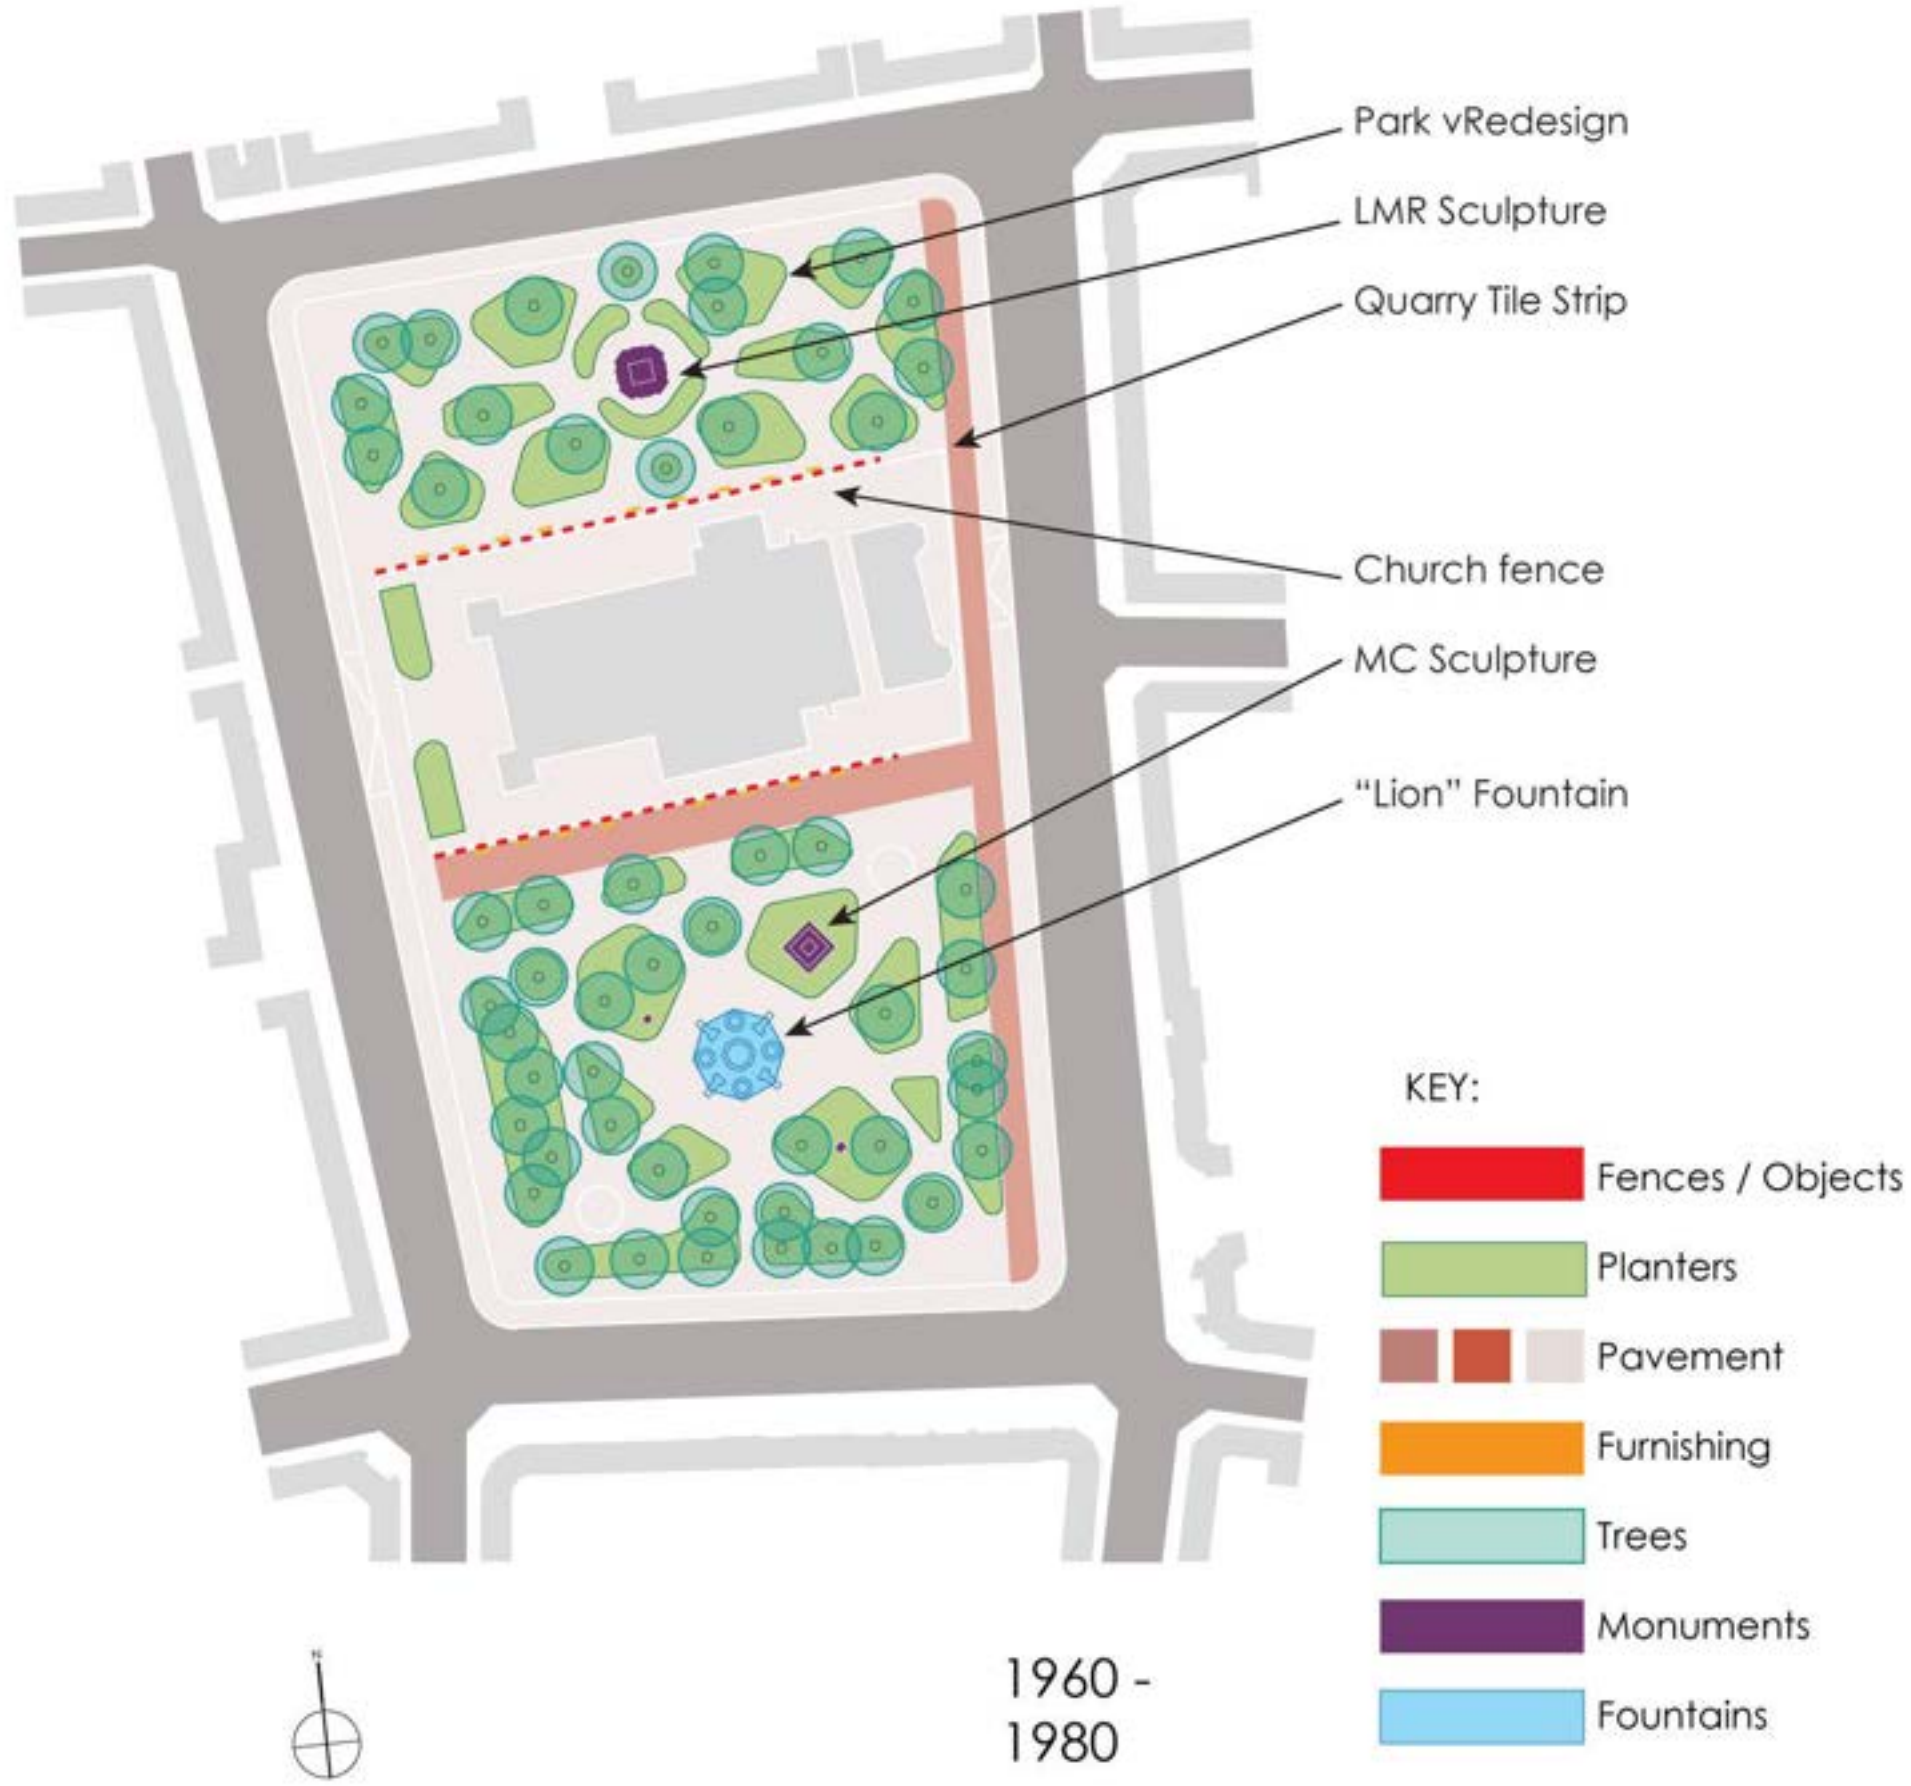 Park vRedesign
LMR Sculpture
Quarry Tile Strip
Church fence
MC Sculpture
“Lion” Fountain
KEY:
Fences / Objects
Planters
Pavement
Furnishing
Trees
Monuments
Fountains
N
1960 -
1980